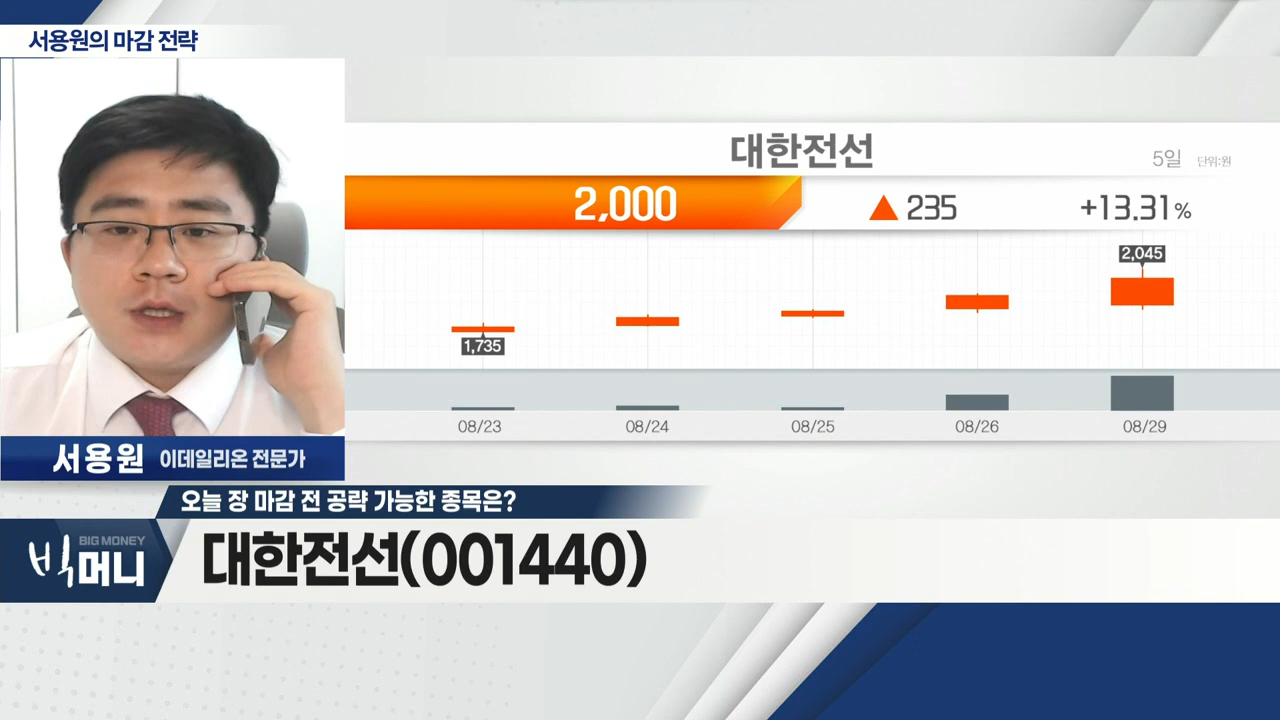 서용원의 마감 전략
대한전선
5일 단위:원
2,000 ▲ 235 +13.31%
2,045
1,735
08/23 08/24 08/25 08/26 08/29
서용원 이데일리온 전문가
오늘 장 마감 전 공략 가능한 종목은?
BIG MONEY
빅머니
대한전선(001440)